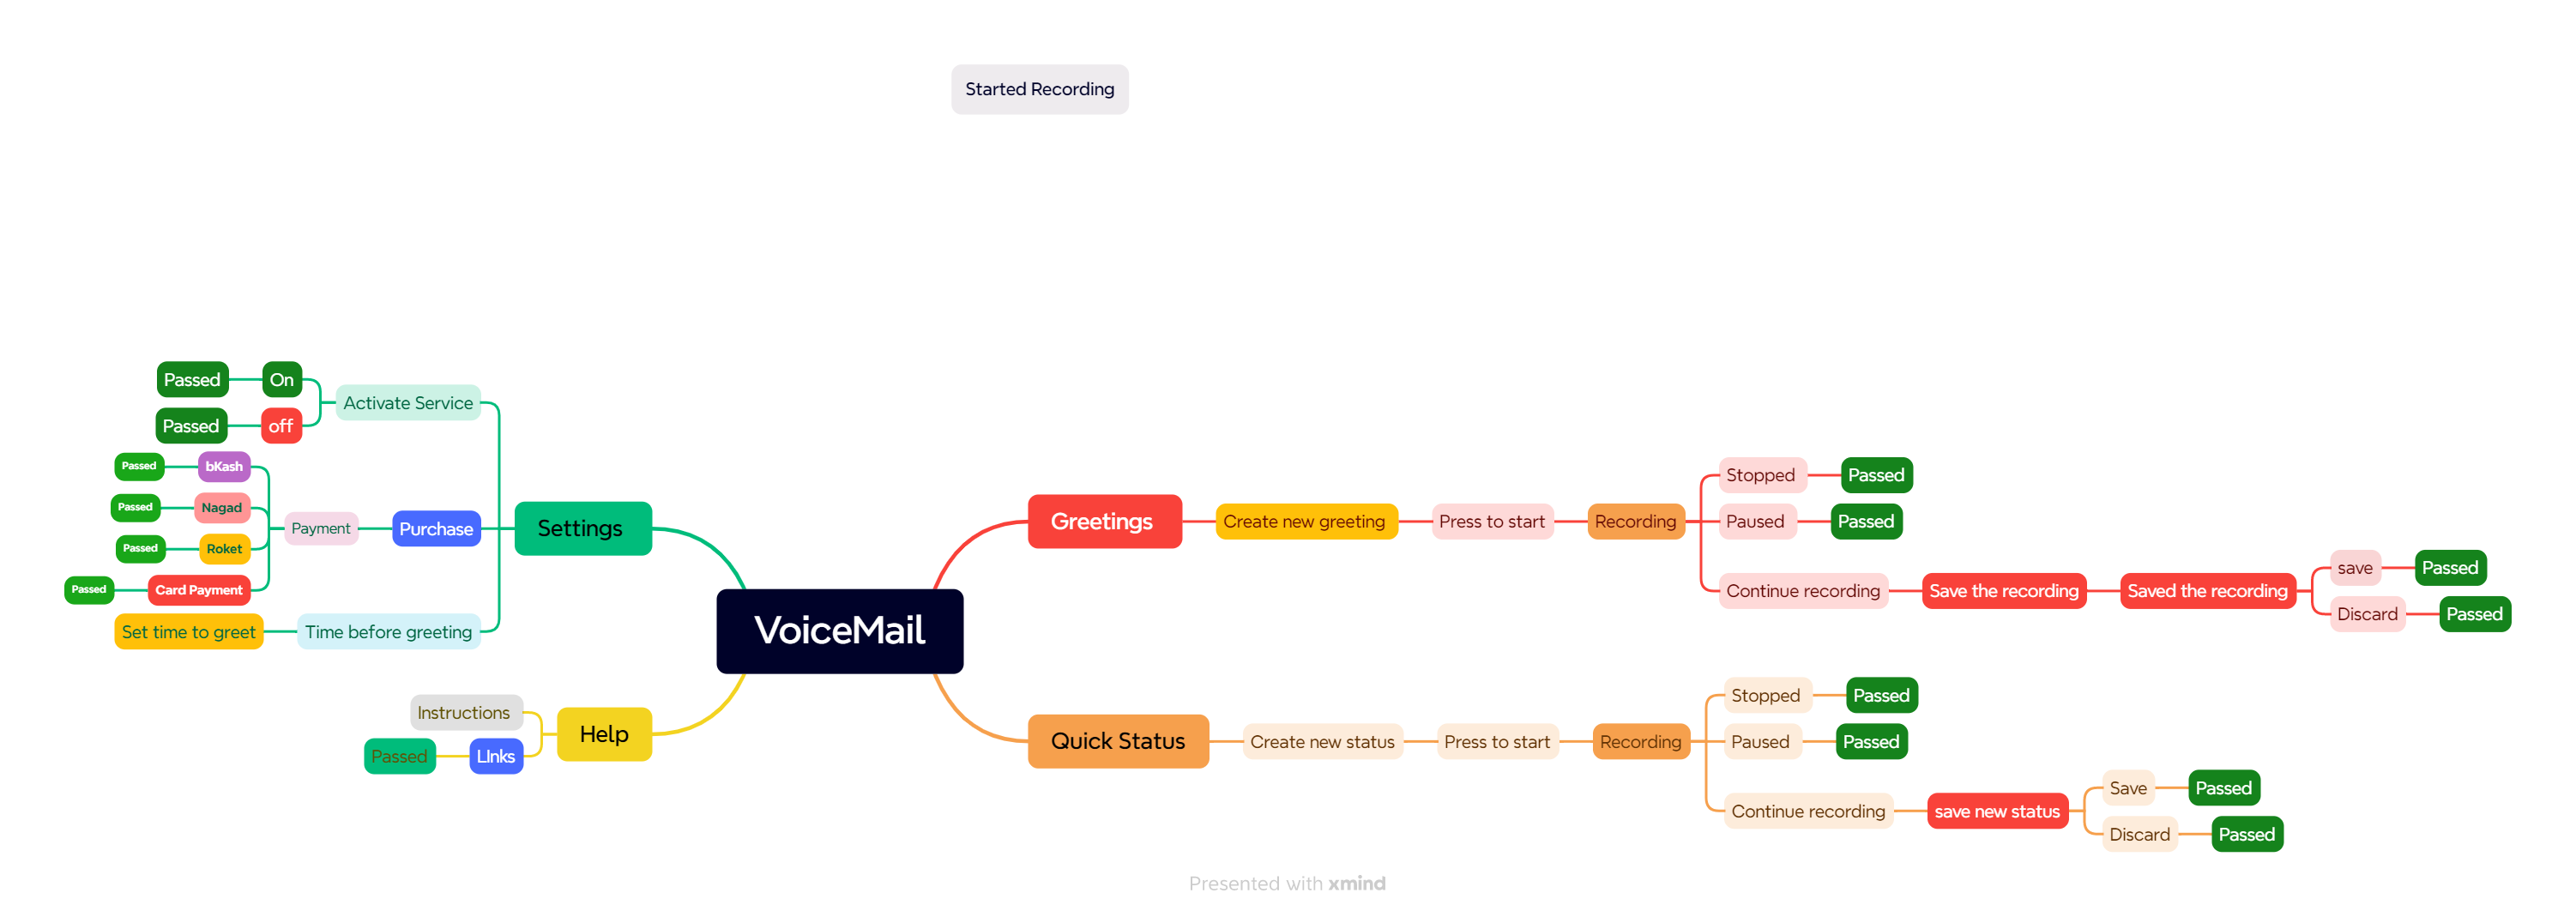 Started Recording
VoiceMail
Greetings
Create new greeting
Press to start
Recording
Stopped
Passed
Paused
Passed
Continue recording
Save the recording
Saved the recording
save
Passed
Discard
Passed
Quick Status
Create new status
Press to start
Recording
Stopped
Passed
Paused
Passed
Continue recording
save new status
Save
Passed
Discard
Passed
Settings
Activate Service
On
Passed
off
Passed
Purchase
Payment
bKash
Passed
Nagad
Passed
Roket
Passed
Card Payment
Passed
Time before greeting
Set time to greet
Help
Instructions
LInks
Passed
Presented with xmind